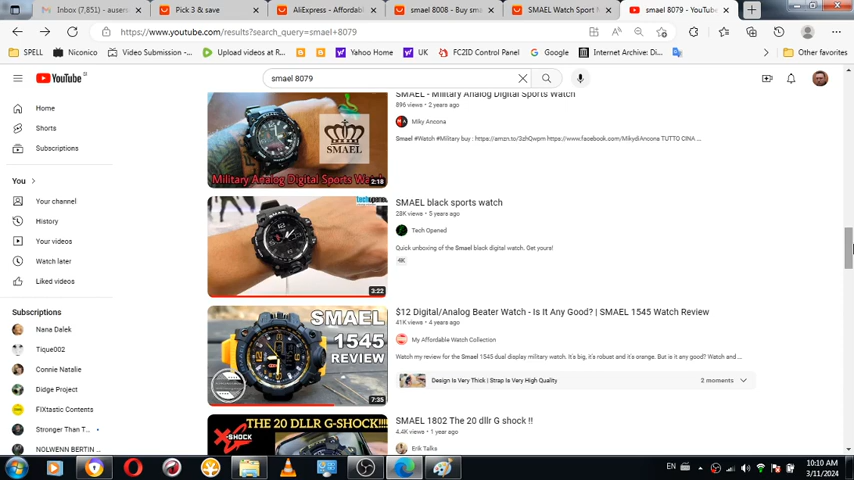 Inbox (7,851) - ausers
Pick 3 & save
AliExpress - Affordabl
smael 8008 - Buy sma
SMAEL Watch Sport M
smael 8079 - YouTube
https://www.youtube.com/results?search_query=smael+8079
SPELL
Niconico
Video Submission -...
Upload videos at R...
Yahoo Home
UK
FC2ID Control Panel
Google
Internet Archive: Di...
Other favorites
YouTube
smael 8079
Home
Shorts
Subscriptions
You
Your channel
History
Your videos
Watch later
Liked videos
Subscriptions
Nana Dalek
Tique002
Connie Natalie
Didge Project
FIXtastic Contents
Stronger Than T...
NOLWENN BERTIN ...
SMAEL
Military Analog Digital Sports Wa
2:18
SMAEL - Military Analog Digital Sports Watch
896 views • 2 years ago
Miky Ancona
Smael #Watch #Military buy : https://amzn.to/3zhQwpm https://www.facebook.com/MikydiAncona TUTTO CINA ...
techopene
3:22
SMAEL black sports watch
28K views • 5 years ago
Tech Opened
Quick unboxing of the Smael black digital watch. Get yours!
4K
SMAEL
1545
REVIEW
7:35
$12 Digital/Analog Beater Watch - Is It Any Good? | SMAEL 1545 Watch Review
41K views • 4 years ago
My Affordable Watch Collection
Watch my review for the Smael 1545 dual display military watch. It's big, it's robust and it's orange. But is it any good? Watch and ...
Design Is Very Thick | Strap Is Very High Quality
2 moments
THE 20 DLLR G-SHOCK!!!!
SHOCK
SMAEL 1802 The 20 dllr G shock !!
4.4K views • 1 year ago
Erik Talks
EN
10:10 AM
3/11/2024